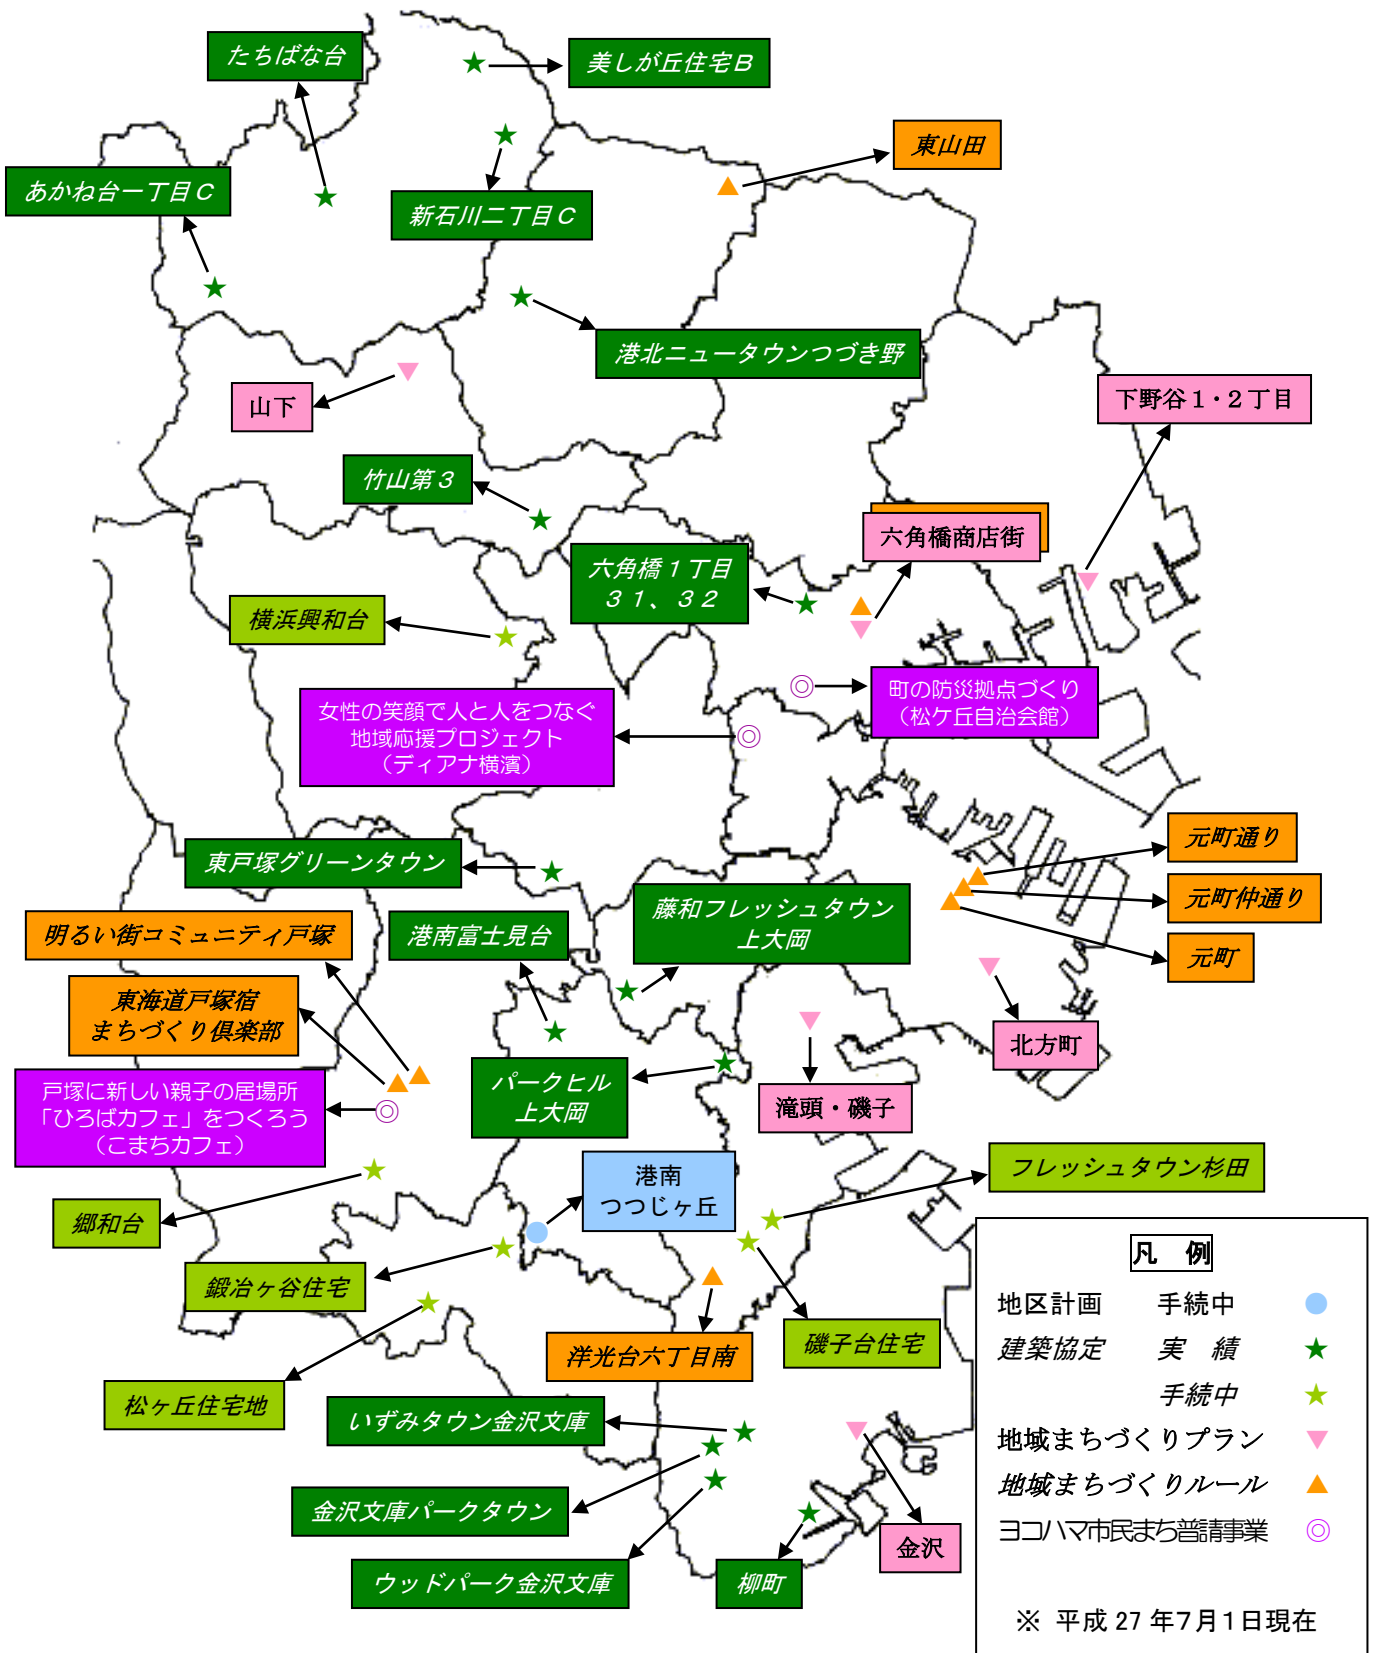 たちばな台
美しが丘住宅B
東山田
あかね台一丁目C
新石川二丁目C
港北ニュータウンつづき野
山下
下野谷1・2丁目
竹山第3
六角橋商店街
六角橋1丁目
31、32
横浜興和台
町の防災拠点づくり
（松ケ丘自治会館）
女性の笑顔で人と人をつなぐ
地域応援プロジェクト
（ディアナ横濱）
元町通り
東戸塚グリーンタウン
元町仲通り
藤和フレッシュタウン
上大岡
明るい街コミュニティ戸塚
港南富士見台
元町
東海道戸塚宿
まちづくり倶楽部
北方町
パークヒル
上大岡
滝頭・磯子
戸塚に新しい親子の居場所
「ひろばカフェ」をつくろう
（こまちカフェ）
フレッシュタウン杉田
港南
つつじヶ丘
郷和台
鍛冶ヶ谷住宅
磯子台住宅
洋光台六丁目南
松ヶ丘住宅地
いずみタウン金沢文庫
金沢文庫パークタウン
金沢
ウッドパーク金沢文庫
柳町
凡 例
地区計画 手続中 ●
建築協定 実 績 ★
手続中 ★
地域まちづくりプラン ▼
地域まちづくりルール ▲
ヨコハマ市民まち普請事業 ◎
※ 平成27年7月1日現在